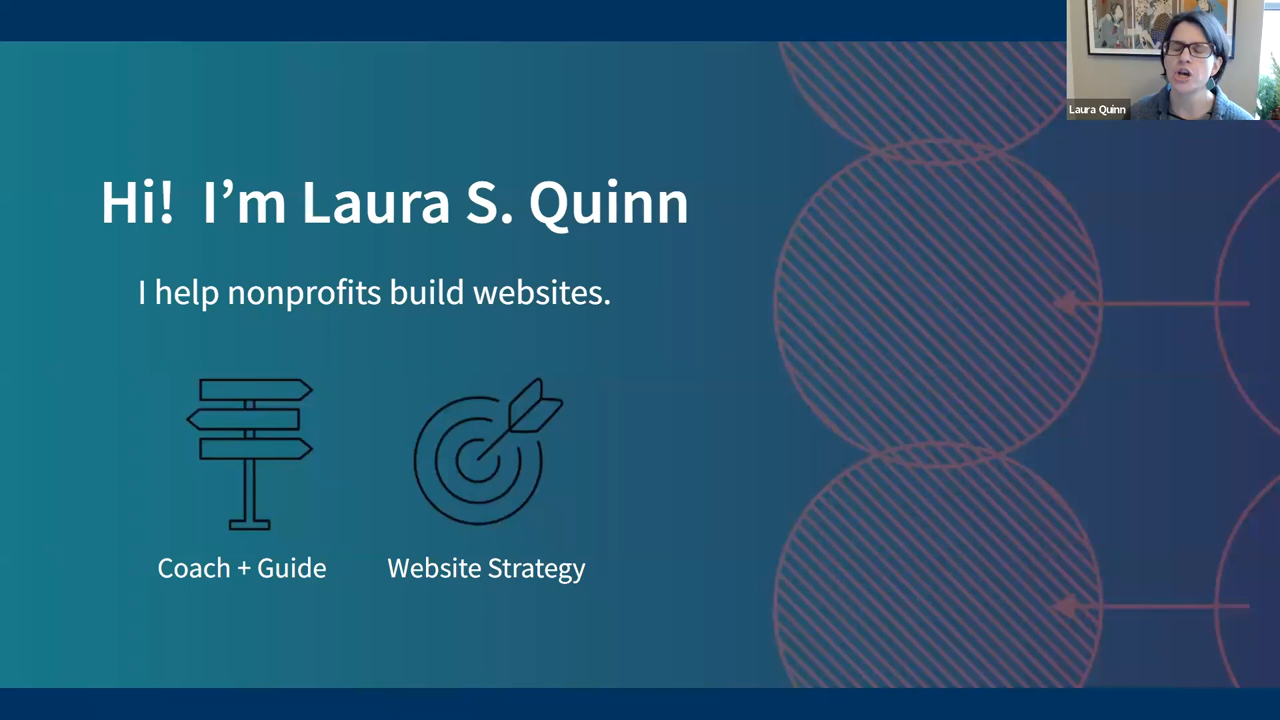 Laura Quinn
Hi! I’m Laura S. Quinn
I help nonprofits build websites.
Coach + Guide
Website Strategy